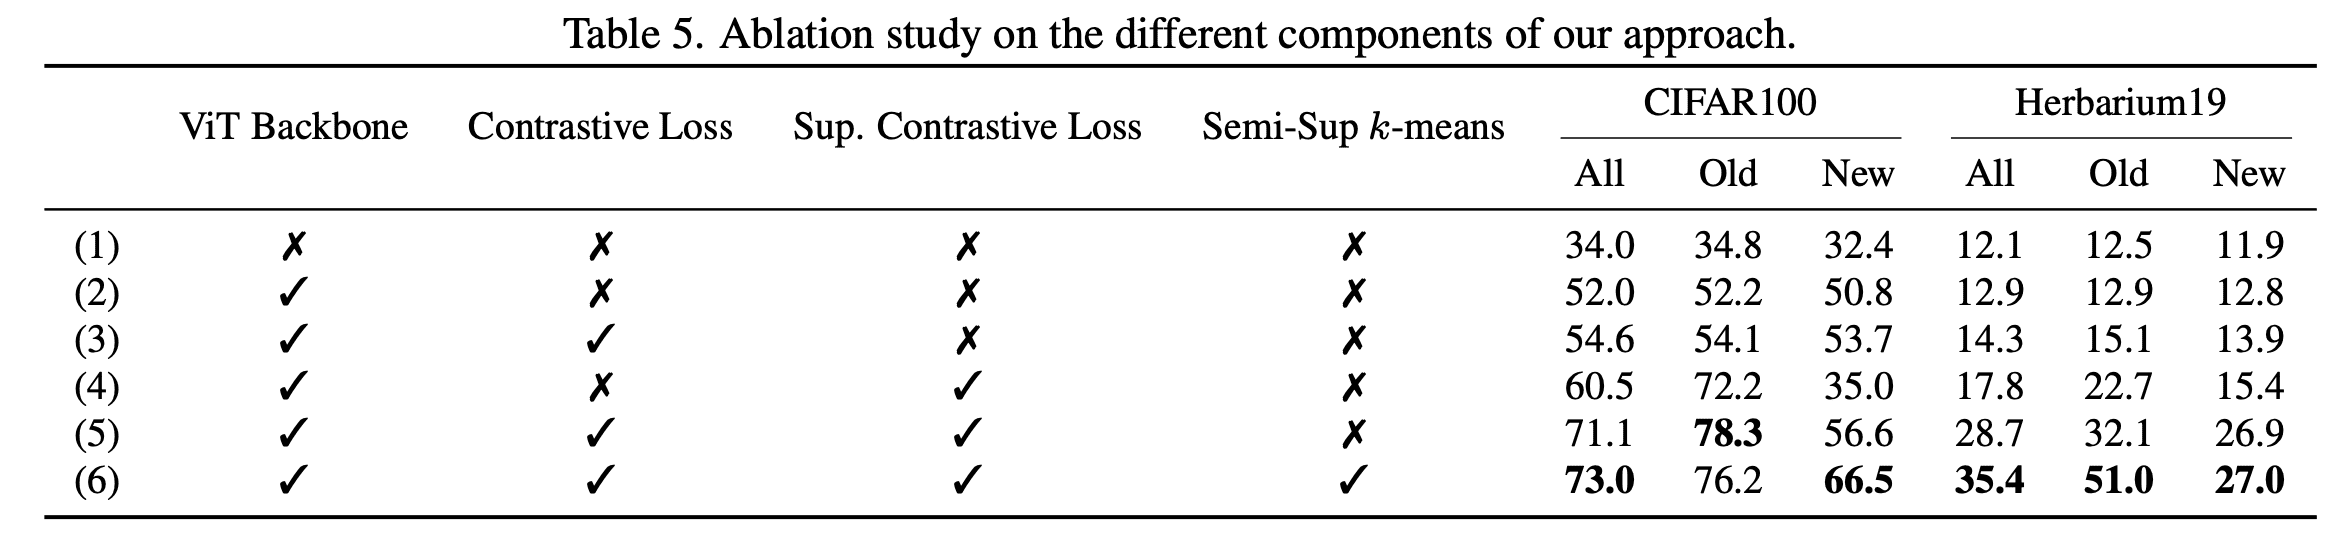 Table 5. Ablation study on the different components of our approach.
ViT Backbone Contrastive Loss Sup. Contrastive Loss Semi-Sup k-means CIFAR100 Herbarium19
All Old New All Old New
(1) ✗ ✗ ✗ ✗ 34.0 34.8 32.4 12.1 12.5 11.9
(2) ✓ ✗ ✗ ✗ 52.0 52.2 50.8 12.9 12.9 12.8
(3) ✓ ✓ ✗ ✗ 54.6 54.1 53.7 14.3 15.1 13.9
(4) ✓ ✗ ✓ ✗ 60.5 72.2 35.0 17.8 22.7 15.4
(5) ✓ ✓ ✓ ✗ 71.1 78.3 56.6 28.7 32.1 26.9
(6) ✓ ✓ ✓ ✓ 73.0 76.2 66.5 35.4 51.0 27.0